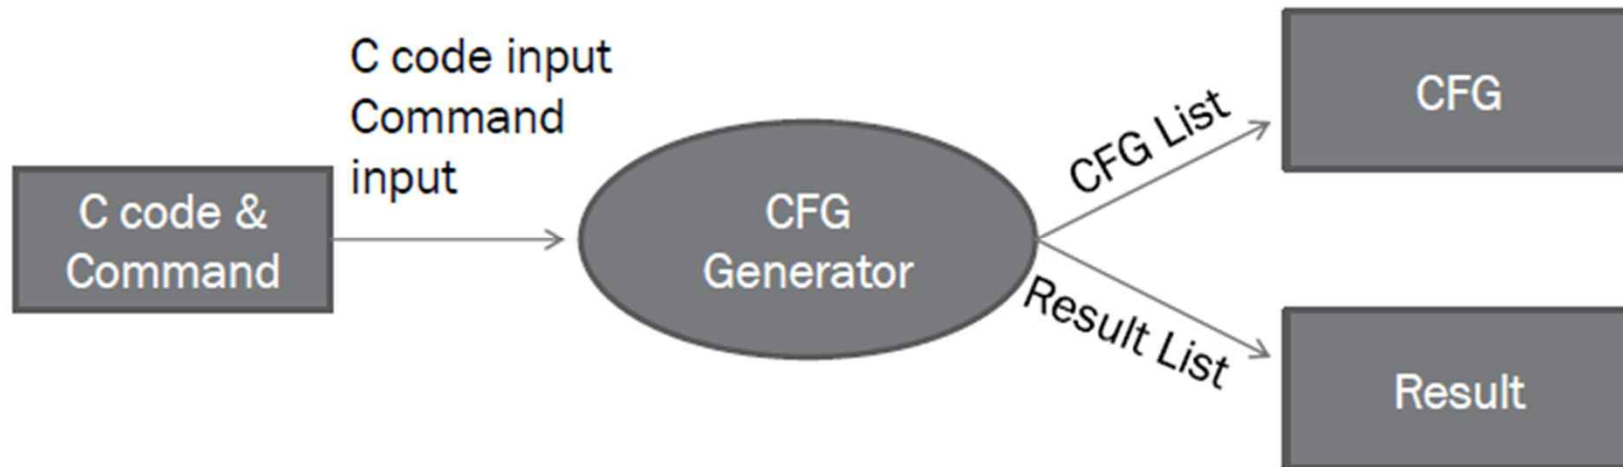 C code input
Command
input
C code &
Command
CFG
Generator
CFG List
Result List
CFG
Result